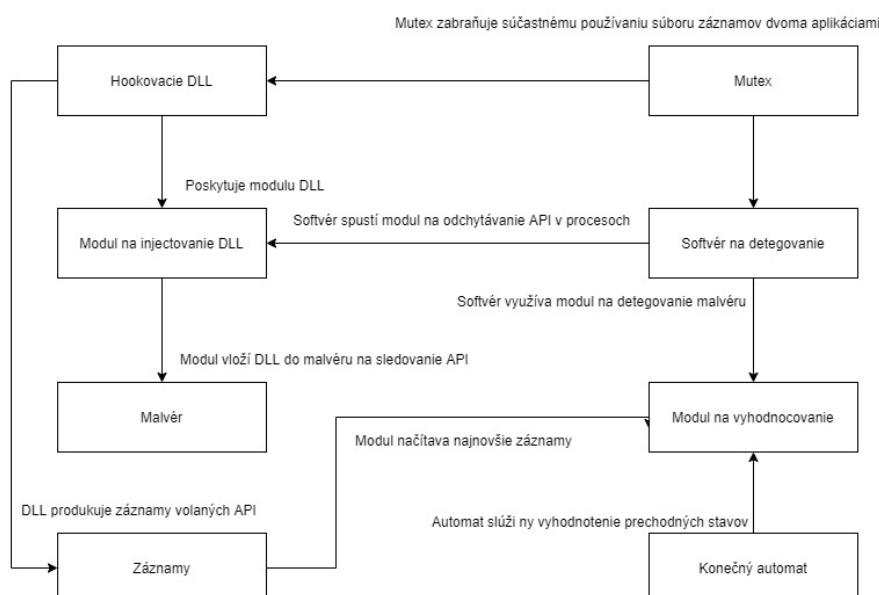 Mutex zabraňuje súčastnému používaniu súboru záznamov dvoma aplikáciami
Hookovacie DLL
Mutex
Poskytuje modulu DLL
Softvér spustí modul na odchytávanie API v procesoch
Modul na injectovanie DLL
Softvér na detegovanie
Softvér využíva modul na detegovanie malvéru
Modul vloží DLL do malvéru na sledovanie API
Malvér
Modul na vyhodnocovanie
Modul načítava najnovšie záznamy
DLL produkuje záznamy volaných API
Automat slúži ny vyhodnotenie prechodných stavov
Záznamy
Konečný automat